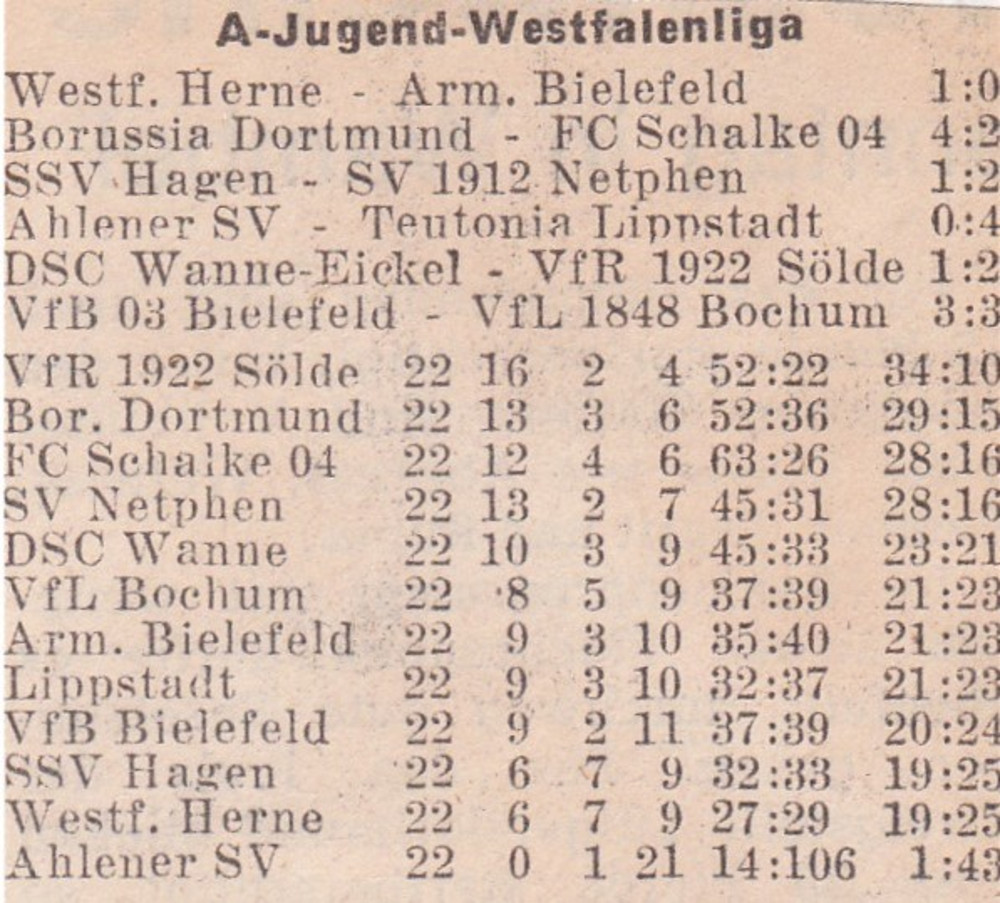 A-Jugend-Westfalenliga
Westf. Herne - Arm. Bielefeld 1:0
Borussia Dortmund - FC Schalke 04 4:2
SSV Hagen - SV 1912 Netphen 1:2
Ahlener SV - Teutonia Lippstadt 0:4
DSC Wanne-Eickel - VfR 1922 Sölde 1:2
VfB 03 Bielefeld - VfL 1848 Bochum 3:3
VfR 1922 Sölde 22 16 2 4 52:22 34:10
Bor. Dortmund 22 13 3 6 52:36 29:15
FC Schalke 04 22 12 4 6 63:26 28:16
SV Netphen 22 13 2 7 45:31 28:16
DSC Wanne 22 10 3 9 45:33 23:21
VfL Bochum 22 8 5 9 37:39 21:23
Arm. Bielefeld 22 9 3 10 35:40 21:23
Lippstadt 22 9 3 10 32:37 21:23
VfB Bielefeld 22 9 2 11 37:39 20:24
SSV Hagen 22 6 7 9 32:33 19:25
Westf. Herne 22 6 7 9 27:29 19:25
Ahlener SV 22 0 1 21 14:106 1:43